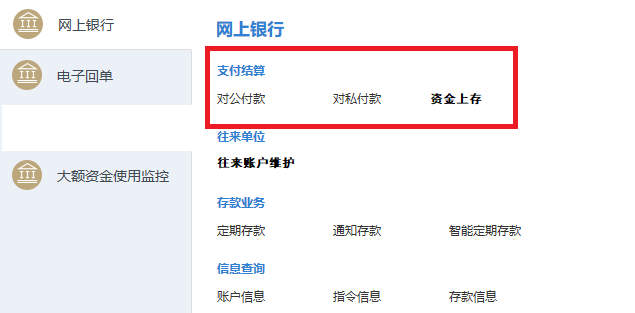 网上银行
电子回单
大额资金使用监控
网上银行
支付结算
对公付款 对私付款 资金上存
往来单位
往来账户维护
存款业务
定期存款 通知存款 智能定期存款
信息查询
账户信息 指令信息 存款信息